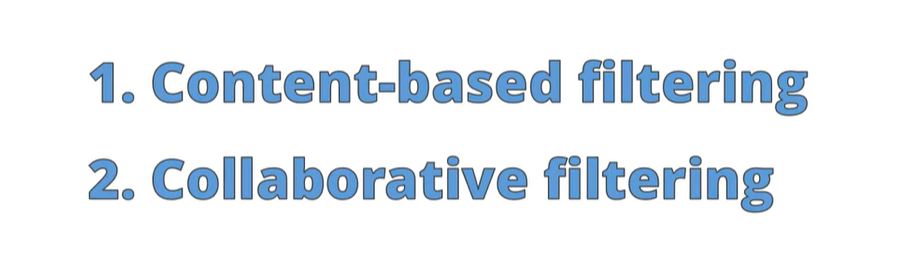 1. Content-based filtering
2. Collaborative filtering